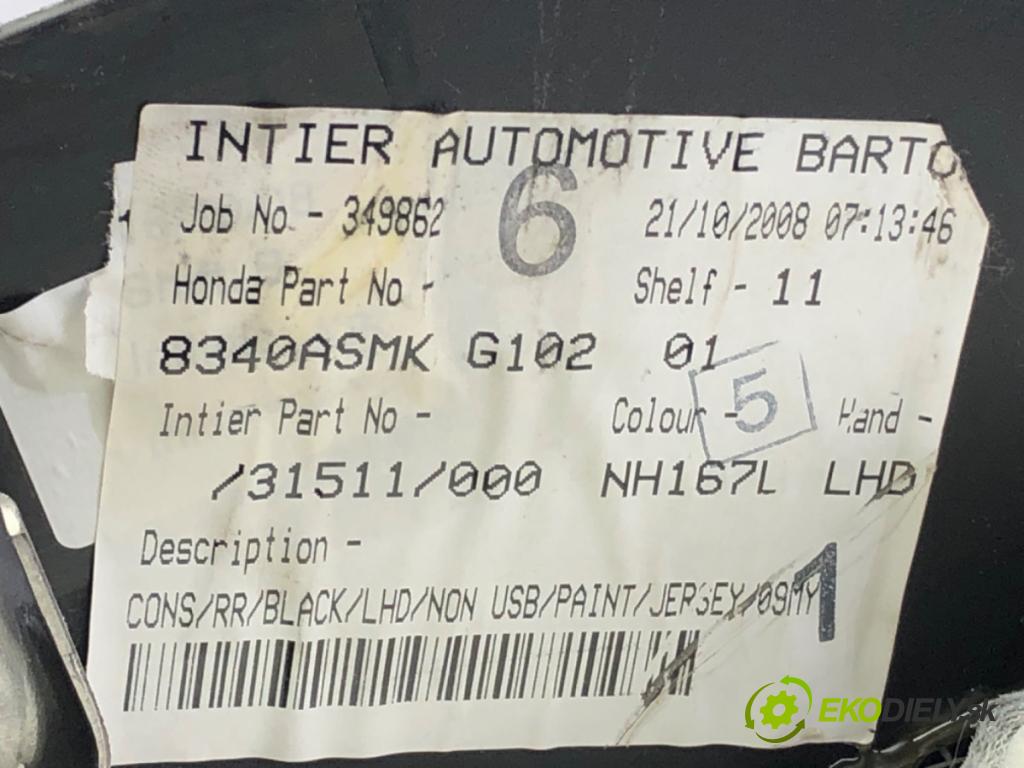 INTIER AUTOMOTIVE BARTO
Job No - 349862 6 21/10/2008 07:13:46
Honda Part No - Shelf - 11
8340ASMK G102 01
Intier Part No - Colour - 5 Hand -
/31511/000 NH167L LHD
Description - 1
CONS/RR/BLACK/LHD/NON USB/PAINT/JERSEY/09MY
EKODIELY.SK